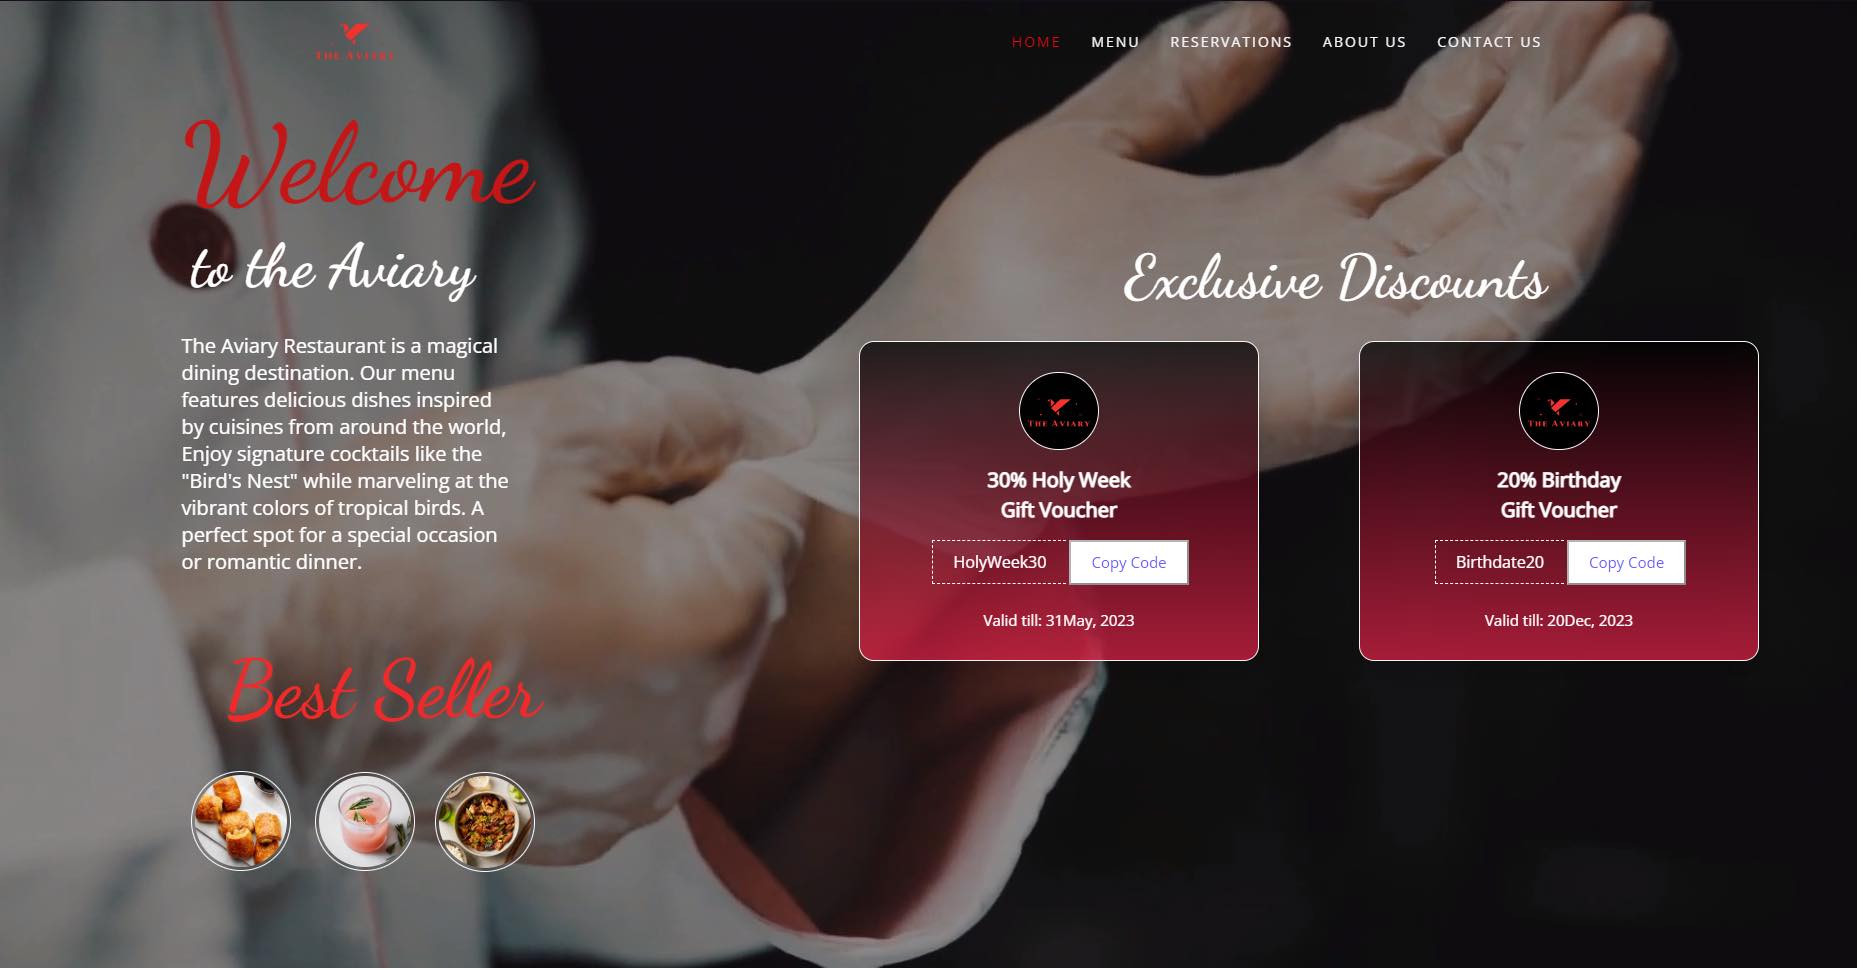 THE AVIARY
HOME
MENU
RESERVATIONS
ABOUT US
CONTACT US
Welcome
to the Aviary
The Aviary Restaurant is a magical
dining destination. Our menu
features delicious dishes inspired
by cuisines from around the world,
Enjoy signature cocktails like the
"Bird's Nest" while marveling at the
vibrant colors of tropical birds. A
perfect spot for a special occasion
or romantic dinner.
Best Seller
Exclusive Discounts
THE AVIARY
30% Holy Week
Gift Voucher
HolyWeek30
Copy Code
Valid till: 31May, 2023
THE AVIARY
20% Birthday
Gift Voucher
Birthdate20
Copy Code
Valid till: 20Dec, 2023